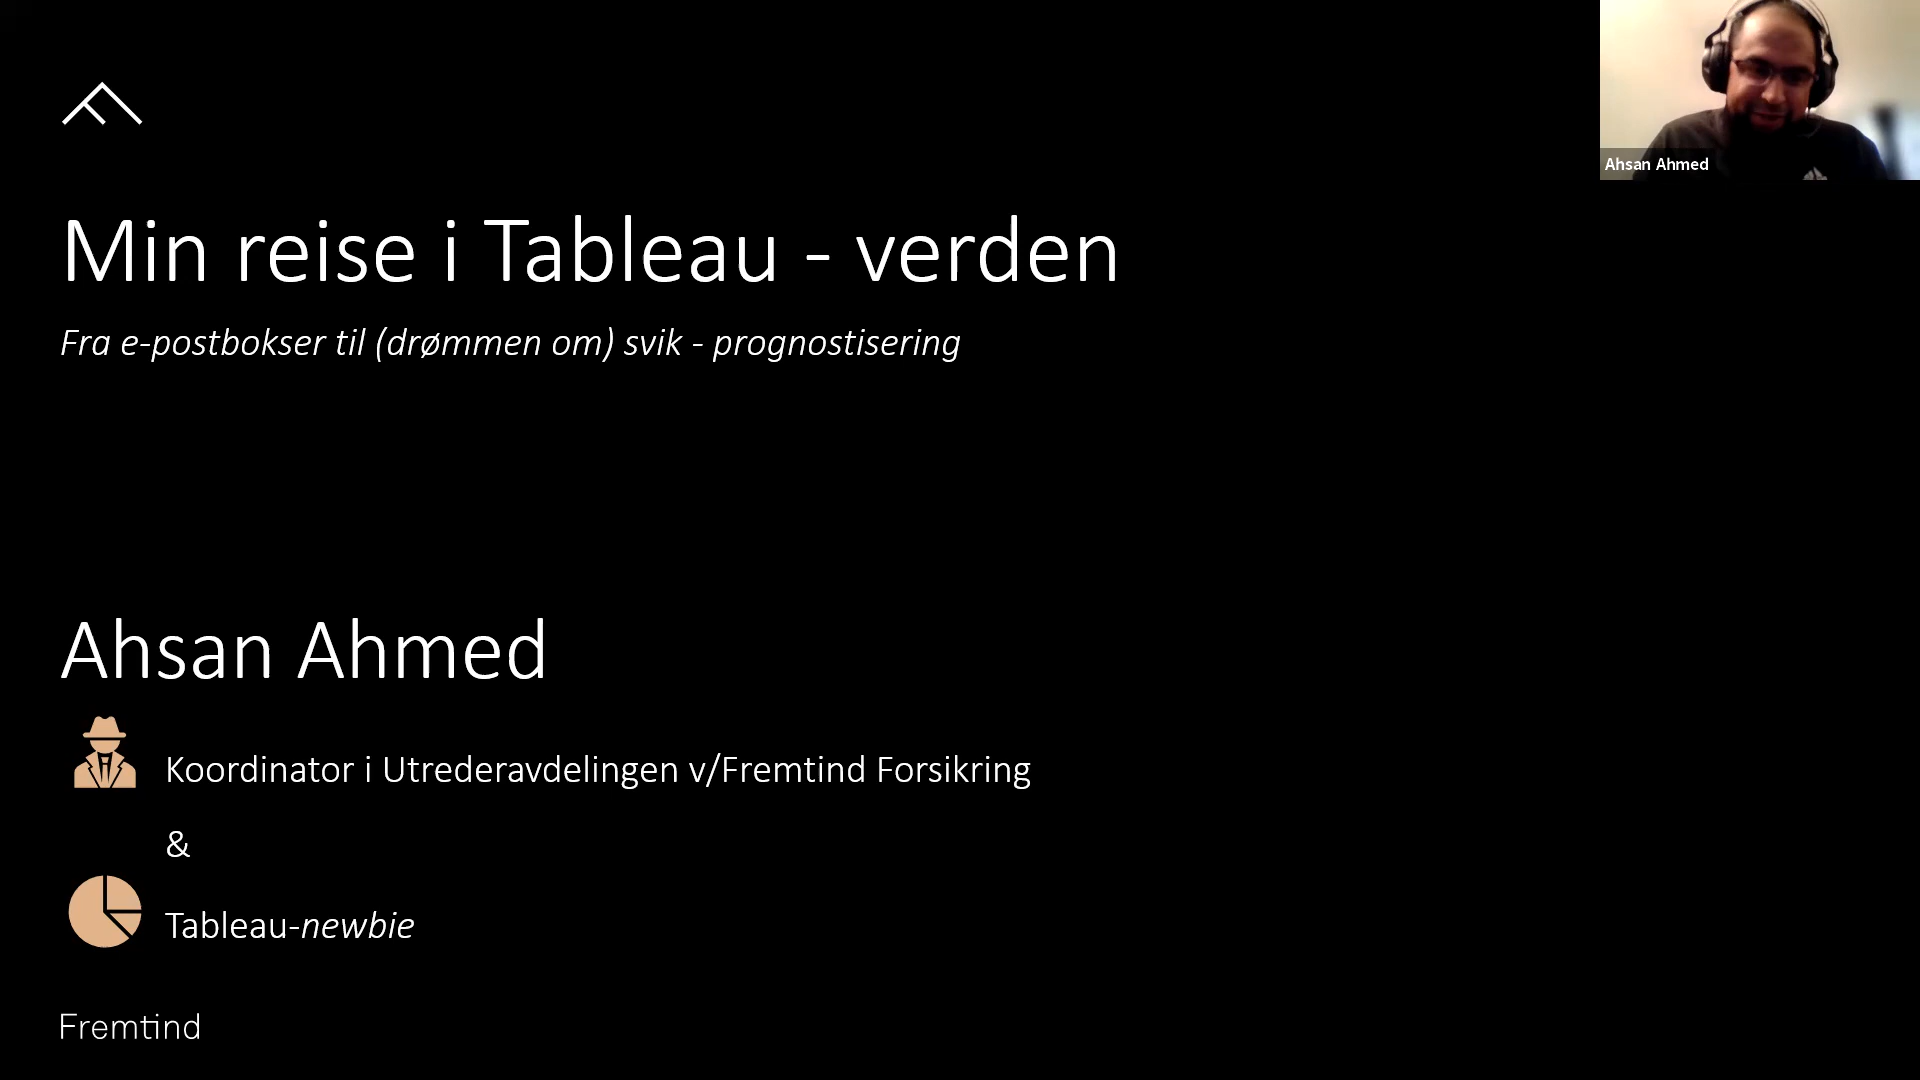 Ahsan Ahmed
Min reise i Tableau - verden
Fra e-postbokser til (drømmen om) svik - prognostisering
Ahsan Ahmed
Koordinator i Utrederavdelingen v/Fremtind Forsikring
&
Tableau-newbie
Fremtind